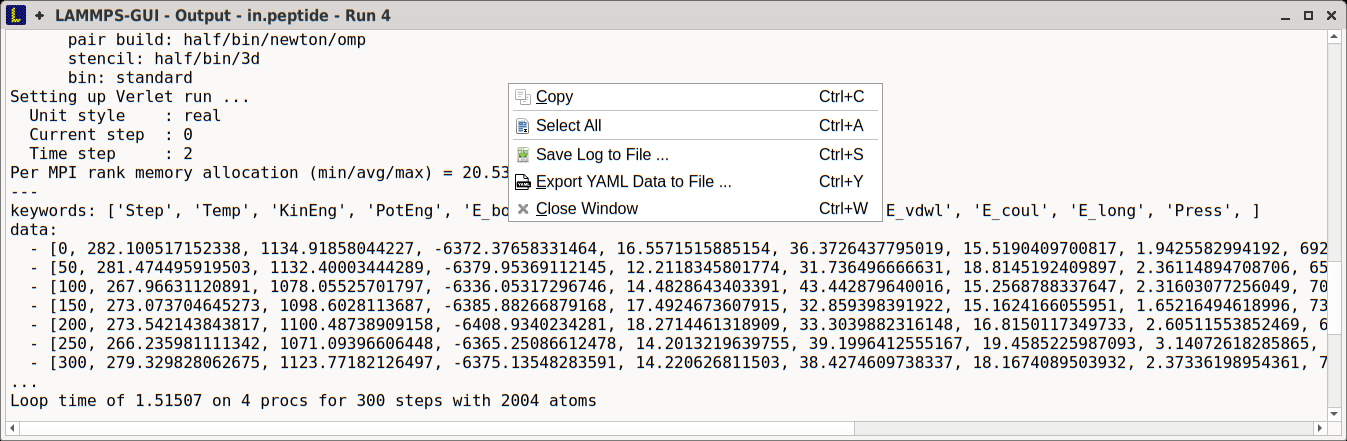 LAMMPS-GUI - Output - in.peptide - Run 4
pair build: half/bin/newton/omp
stencil: half/bin/3d
bin: standard
Setting up Verlet run ...
Unit style    : real
Current step  : 0
Time step     : 2
Per MPI rank memory allocation (min/avg/max) = 20.53
---
keywords: ['Step', 'Temp', 'KinEng', 'PotEng', 'E_bo E_vdwl', 'E_coul', 'E_long', 'Press', ]
data:
- [0, 282.100517152338, 1134.91858044227, -6372.37658331464, 16.5571515885154, 36.3726437795019, 15.5190409700817, 1.9425582994192, 692
- [50, 281.474495919503, 1132.40003444289, -6379.95369112145, 12.2118345801774, 31.736496666631, 18.8145192409897, 2.36114894708706, 65
- [100, 267.96631120891, 1078.05525701797, -6336.05317296746, 14.4828643403391, 43.442879640016, 15.2568788337647, 2.31603077256049, 70
- [150, 273.073704645273, 1098.6028113687, -6385.88266879168, 17.4924673607915, 32.859398391922, 15.1624166055951, 1.65216494618996, 73
- [200, 273.542143843817, 1100.48738909158, -6408.9340234281, 18.2714461318909, 33.3039882316148, 16.8150117349733, 2.60511553852469, 6
- [250, 266.235981111342, 1071.09396606448, -6365.25086612478, 14.2013219639755, 39.1996412555167, 19.4585225987093, 3.14072618285865,
- [300, 279.329828062675, 1123.77182126497, -6375.13548283591, 14.220626811503, 38.4274609738337, 18.1674089503932, 2.37336198954361, 7
...
Loop time of 1.51507 on 4 procs for 300 steps with 2004 atoms
Copy Ctrl+C
Select All Ctrl+A
Save Log to File ... Ctrl+S
YAML Export YAML Data to File ... Ctrl+Y
Close Window Ctrl+W